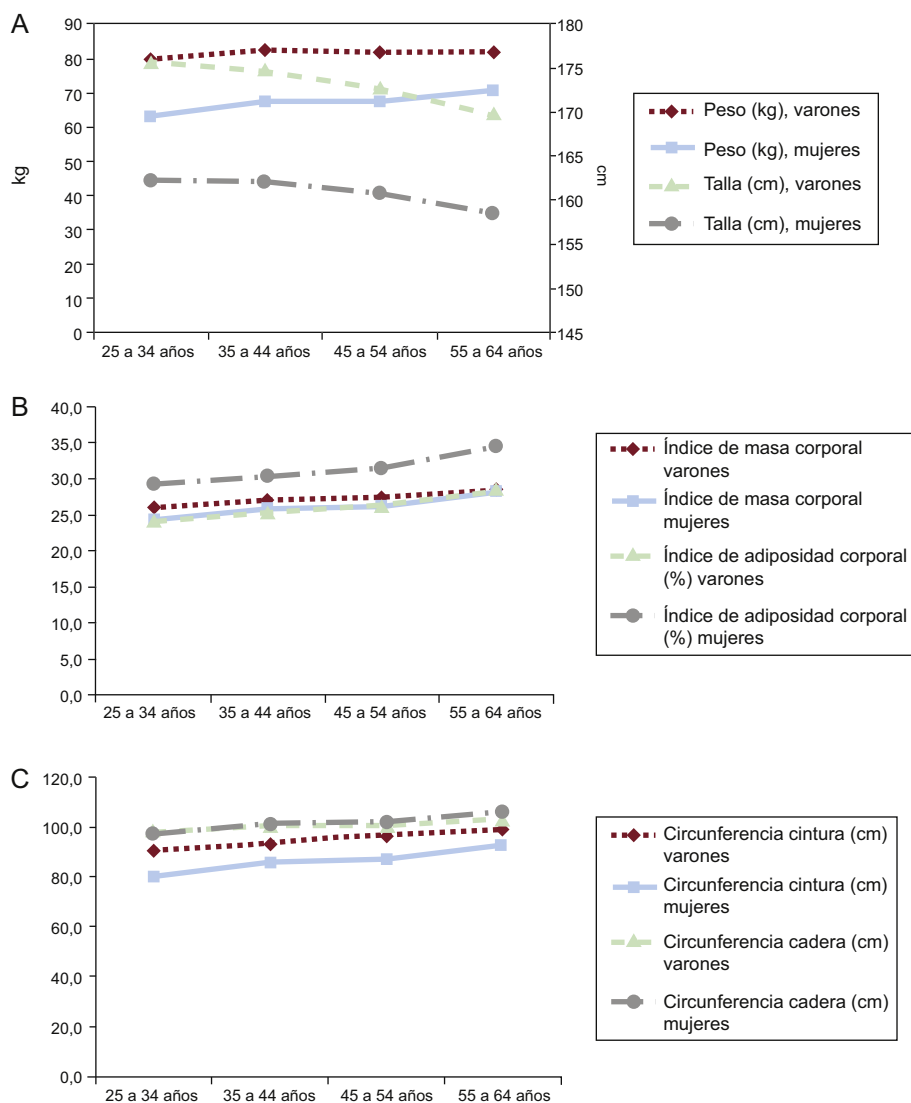 A
90
80
70
60
50
40
30
20
10
0
kg
180
175
170
165
160
155
150
145
cm
25 a 34 años
35 a 44 años
45 a 54 años
55 a 64 años
Peso (kg), varones
Peso (kg), mujeres
Talla (cm), varones
Talla (cm), mujeres
B
40,0
35,0
30,0
25,0
20,0
15,0
10,0
5,0
0,0
25 a 34 años
35 a 44 años
45 a 54 años
55 a 64 años
Índice de masa corporal
varones
Índice de masa corporal
mujeres
Índice de adiposidad corporal
(%) varones
Índice de adiposidad corporal
(%) mujeres
C
120,0
100,0
80,0
60,0
40,0
20,0
0,0
25 a 34 años
35 a 44 años
45 a 54 años
55 a 64 años
Circunferencia cintura (cm)
varones
Circunferencia cintura (cm)
mujeres
Circunferencia cadera (cm)
varones
Circunferencia cadera (cm)
mujeres